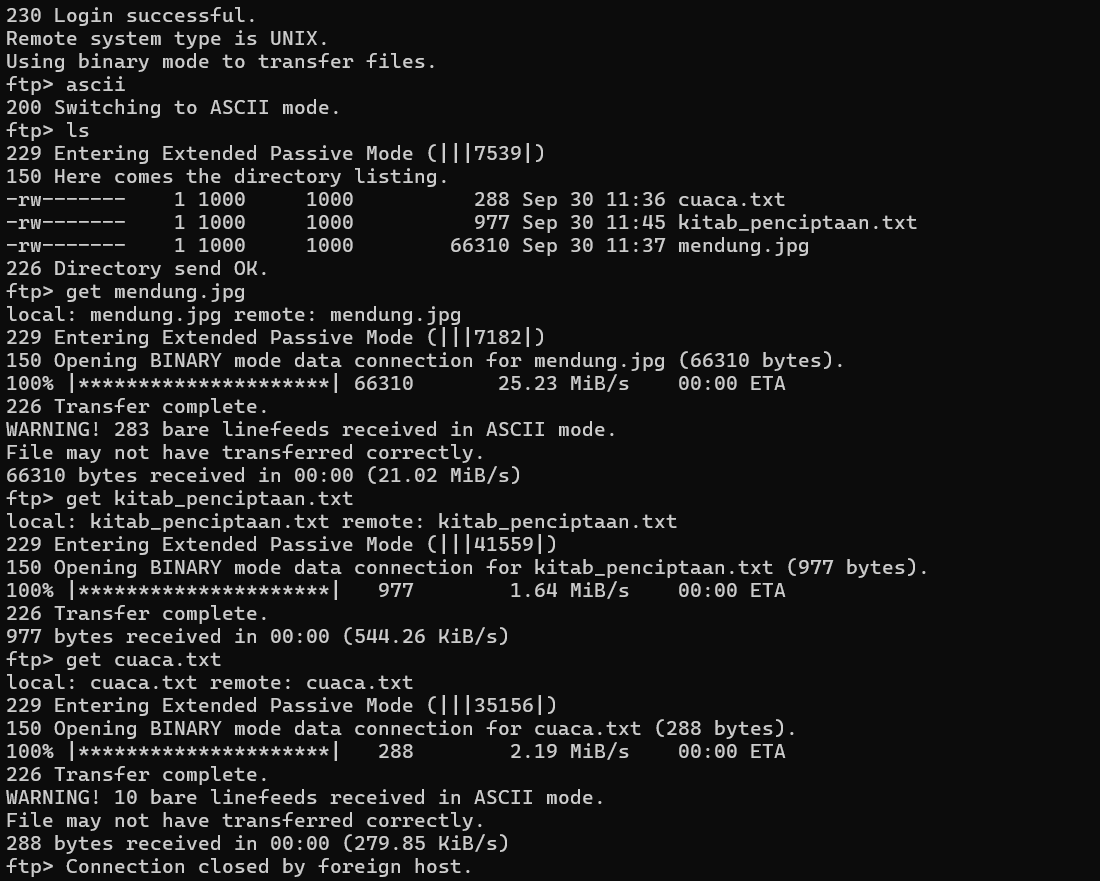 230 Login successful.
Remote system type is UNIX.
Using binary mode to transfer files.
ftp> ascii
200 Switching to ASCII mode.
ftp> ls
229 Entering Extended Passive Mode (|||7539|)
150 Here comes the directory listing.
-rw-------    1 1000     1000          288 Sep 30 11:36 cuaca.txt
-rw-------    1 1000     1000          977 Sep 30 11:45 kitab_penciptaan.txt
-rw-------    1 1000     1000        66310 Sep 30 11:37 mendung.jpg
226 Directory send OK.
ftp> get mendung.jpg
local: mendung.jpg remote: mendung.jpg
229 Entering Extended Passive Mode (|||7182|)
150 Opening BINARY mode data connection for mendung.jpg (66310 bytes).
100% |*********************| 66310       25.23 MiB/s    00:00 ETA
226 Transfer complete.
WARNING! 283 bare linefeeds received in ASCII mode.
File may not have transferred correctly.
66310 bytes received in 00:00 (21.02 MiB/s)
ftp> get kitab_penciptaan.txt
local: kitab_penciptaan.txt remote: kitab_penciptaan.txt
229 Entering Extended Passive Mode (|||41559|)
150 Opening BINARY mode data connection for kitab_penciptaan.txt (977 bytes).
100% |*********************|   977        1.64 MiB/s    00:00 ETA
226 Transfer complete.
977 bytes received in 00:00 (544.26 KiB/s)
ftp> get cuaca.txt
local: cuaca.txt remote: cuaca.txt
229 Entering Extended Passive Mode (|||35156|)
150 Opening BINARY mode data connection for cuaca.txt (288 bytes).
100% |*********************|   288        2.19 MiB/s    00:00 ETA
226 Transfer complete.
WARNING! 10 bare linefeeds received in ASCII mode.
File may not have transferred correctly.
288 bytes received in 00:00 (279.85 KiB/s)
ftp> Connection closed by foreign host.